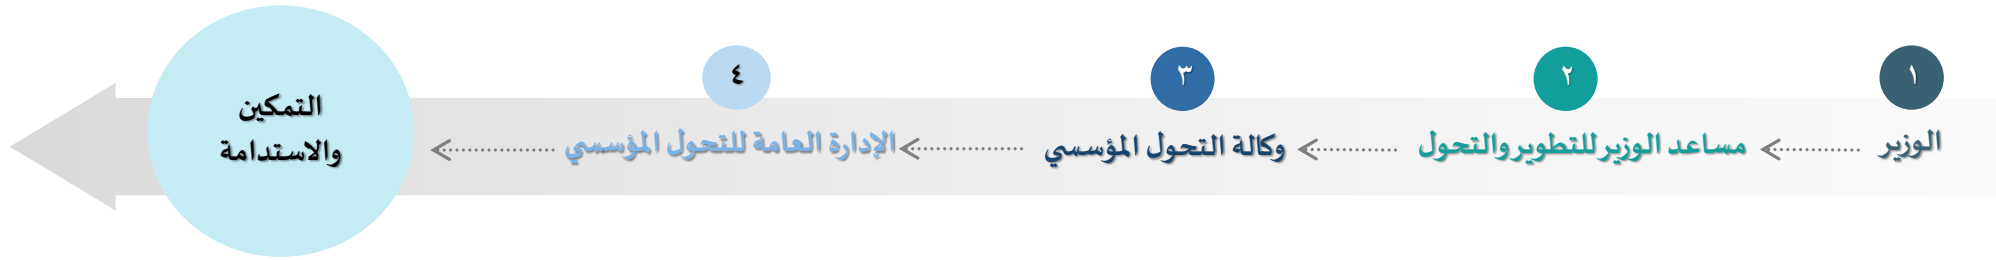 ١
الوزير
٢
مساعد الوزير للتطوير والتحول
٣
وكالة التحول المؤسسي
٤
الإدارة العامة للتحول المؤسسي
التمكين
والاستدامة